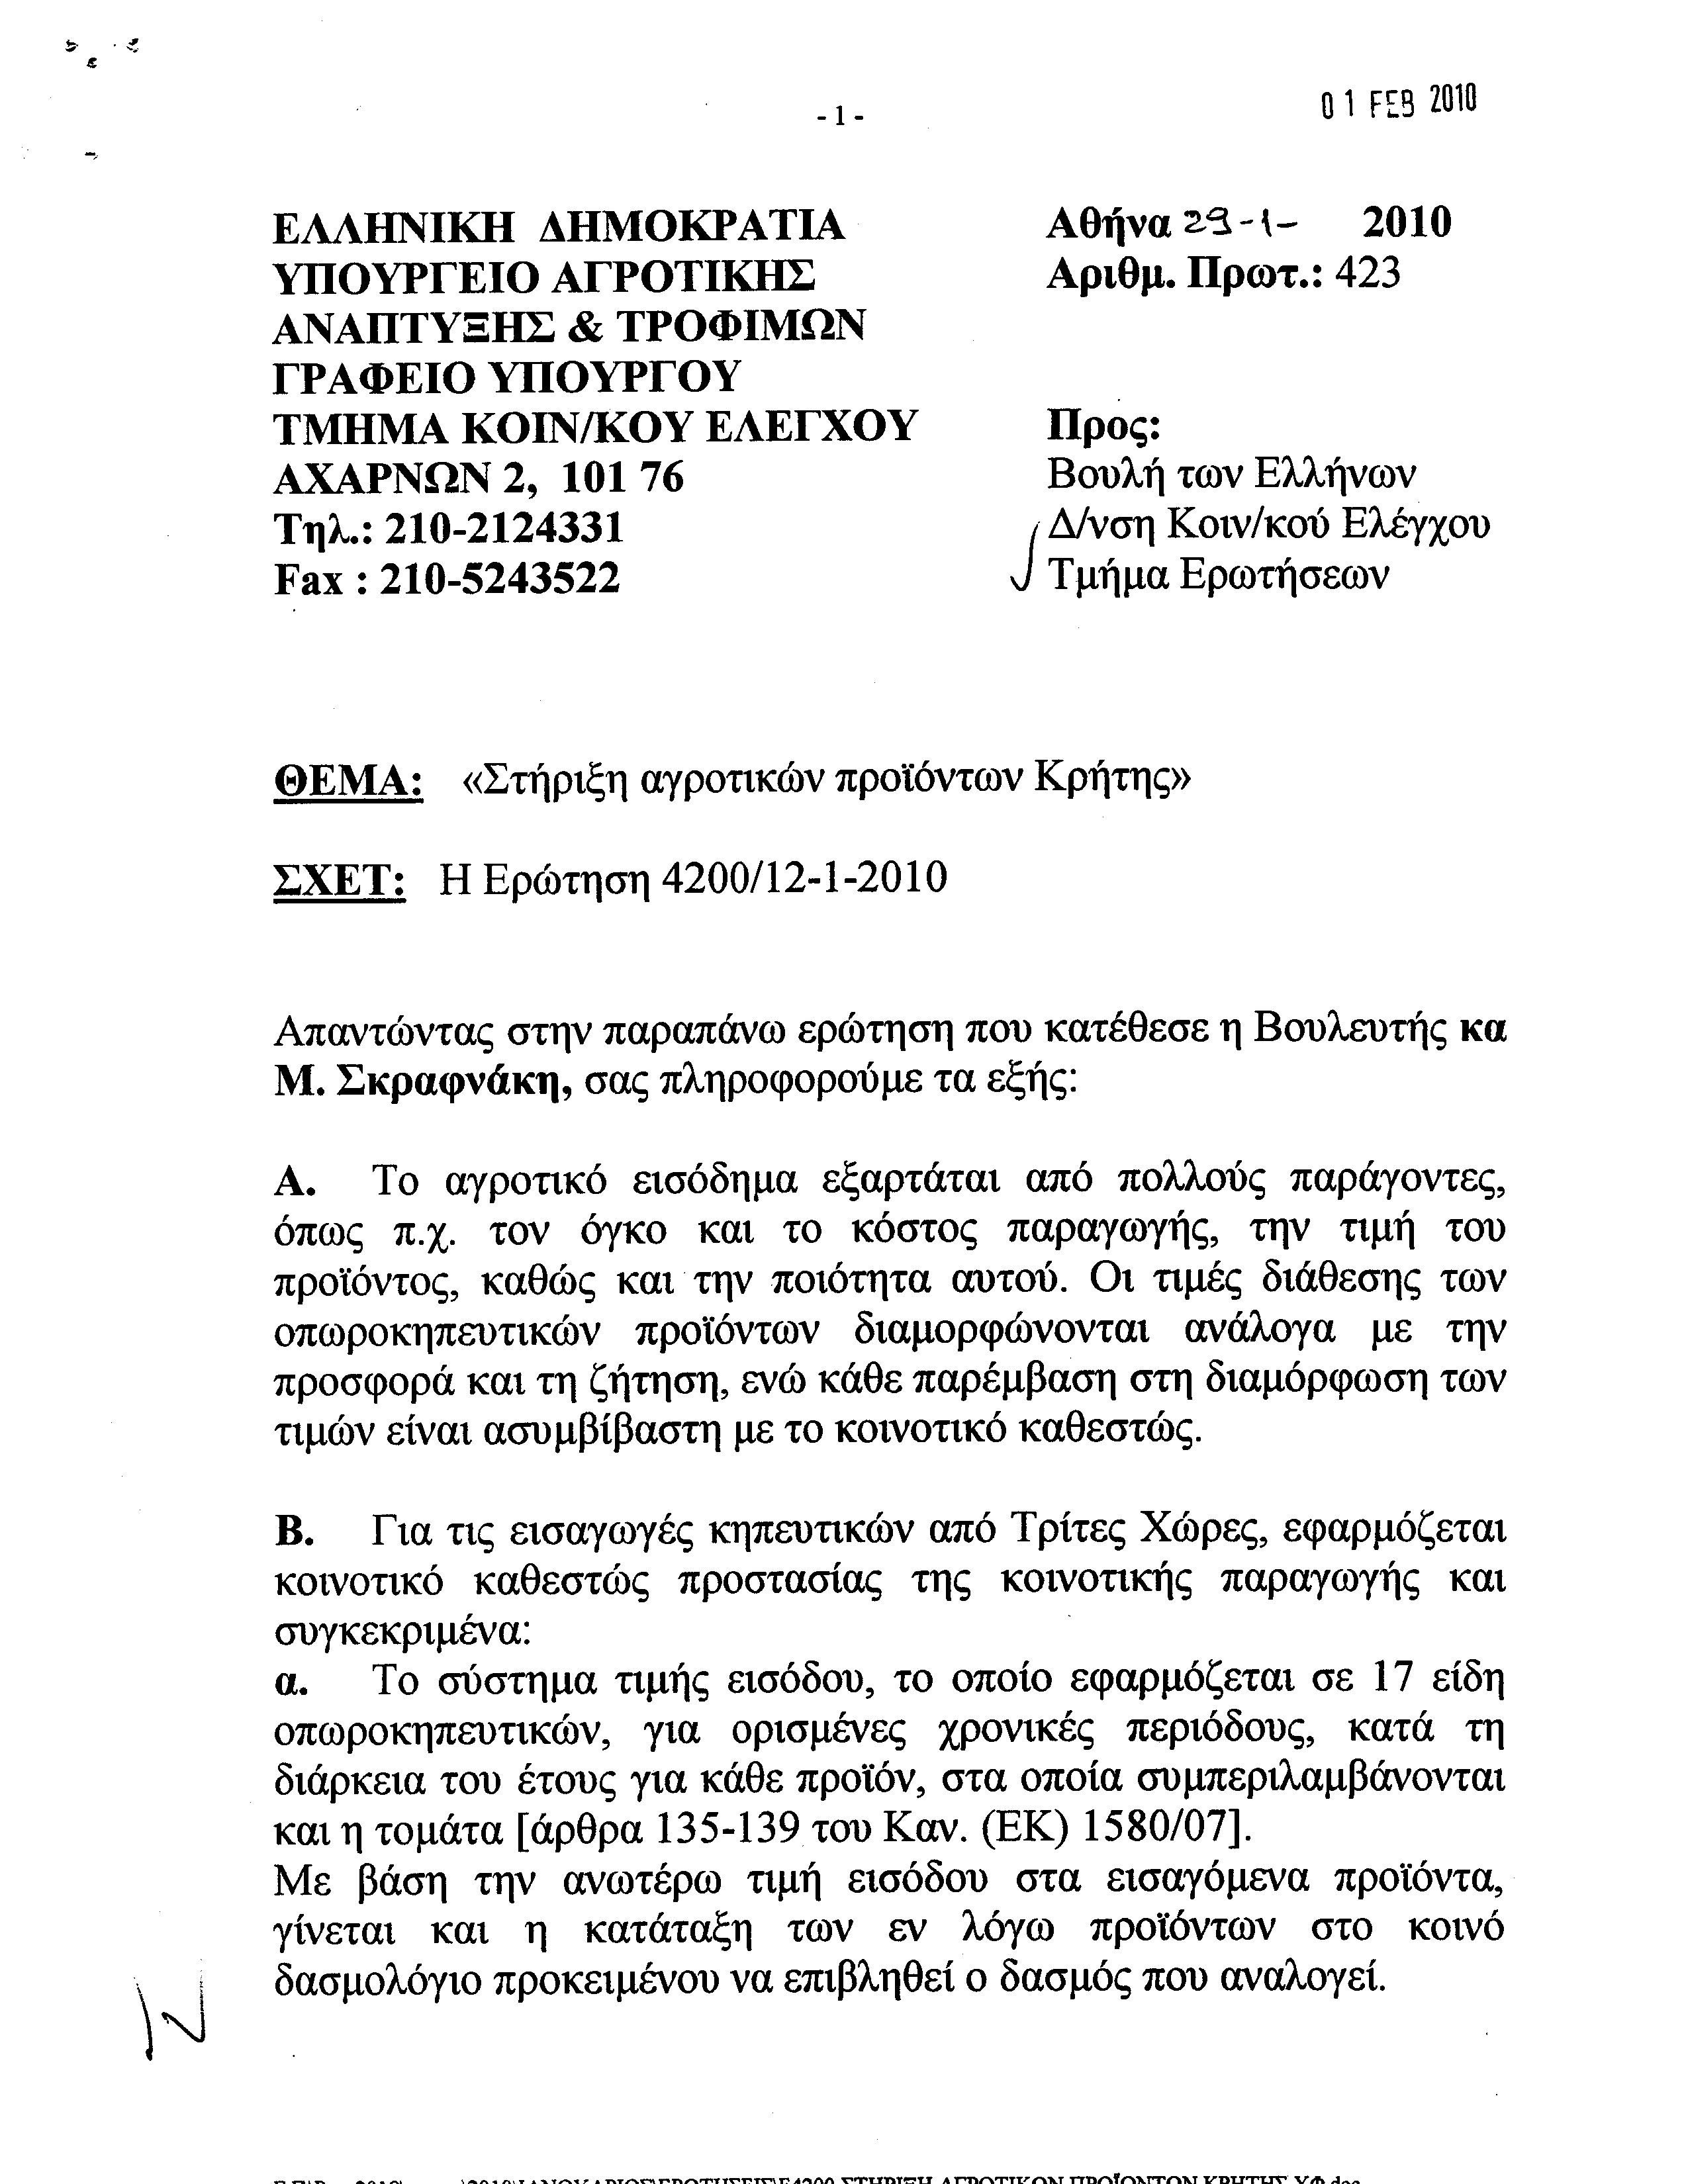 - 1 -
01 FEB 2010
ΕΛΛΗΝΙΚΗ ΔΗΜΟΚΡΑΤΙΑ
ΥΠΟΥΡΓΕΙΟ ΑΓΡΟΤΙΚΗΣ
ΑΝΑΠΤΥΞΗΣ & ΤΡΟΦΙΜΩΝ
ΓΡΑΦΕΙΟ ΥΠΟΥΡΓΟΥ
ΤΜΗΜΑ ΚΟΙΝ/ΚΟΥ ΕΛΕΓΧΟΥ
ΑΧΑΡΝΩΝ 2, 101 76
Τηλ.: 210-2124331
Fax : 210-5243522
Αθήνα 29-1- 2010
Αριθμ. Πρωτ.: 423
Προς:
Βουλή των Ελλήνων
Δ/νση Κοιν/κού Ελέγχου
Τμήμα Ερωτήσεων
ΘΕΜΑ: «Στήριξη αγροτικών προϊόντων Κρήτης»
ΣΧΕΤ: Η Ερώτηση 4200/12-1-2010
Απαντώντας στην παραπάνω ερώτηση που κατέθεσε η Βουλευτής κα
Μ. Σκραφνάκη, σας πληροφορούμε τα εξής:
Α. Το αγροτικό εισόδημα εξαρτάται από πολλούς παράγοντες,
όπως π.χ. τον όγκο και το κόστος παραγωγής, την τιμή του
προϊόντος, καθώς και την ποιότητα αυτού. Οι τιμές διάθεσης των
οπωροκηπευτικών προϊόντων διαμορφώνονται ανάλογα με την
προσφορά και τη ζήτηση, ενώ κάθε παρέμβαση στη διαμόρφωση των
τιμών είναι ασυμβίβαστη με το κοινοτικό καθεστώς.
Β. Για τις εισαγωγές κηπευτικών από Τρίτες Χώρες, εφαρμόζεται
κοινοτικό καθεστώς προστασίας της κοινοτικής παραγωγής και
συγκεκριμένα:
α. Το σύστημα τιμής εισόδου, το οποίο εφαρμόζεται σε 17 είδη
οπωροκηπευτικών, για ορισμένες χρονικές περιόδους, κατά τη
διάρκεια του έτους για κάθε προϊόν, στα οποία συμπεριλαμβάνονται
και η τομάτα [άρθρα 135-139 του Καν. (ΕΚ) 1580/07].
Με βάση την ανωτέρω τιμή εισόδου στα εισαγόμενα προϊόντα,
γίνεται και η κατάταξη των εν λόγω προϊόντων στο κοινό
δασμολόγιο προκειμένου να επιβληθεί ο δασμός που αναλογεί.